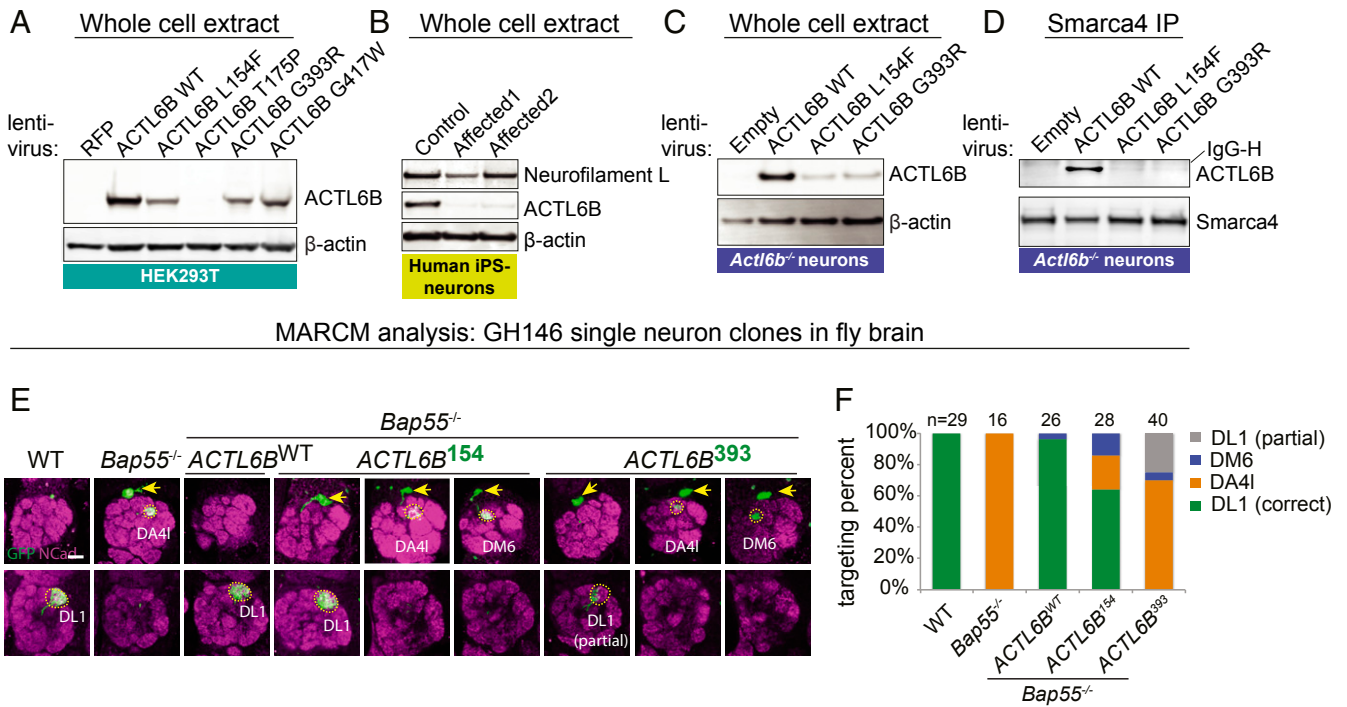 A Whole cell extract
lenti-
virus:
RFP
ACTL6B WT
ACTL6B L154F
ACTL6B T175P
ACTL6B G393R
ACTL6B G417W
ACTL6B
β-actin
HEK293T
B Whole cell extract
Control
Affected1
Affected2
Neurofilament L
ACTL6B
β-actin
Human iPS-
neurons
C Whole cell extract
lenti-
virus:
Empty
ACTL6B WT
ACTL6B L154F
ACTL6B G393R
ACTL6B
β-actin
Actl6b-/- neurons
D Smarca4 IP
lenti-
virus:
Empty
ACTL6B WT
ACTL6B L154F
ACTL6B G393R
IgG-H
ACTL6B
Smarca4
Actl6b-/- neurons
MARCM analysis: GH146 single neuron clones in fly brain
E
Bap55-/-
WT Bap55-/- ACTL6BWT ACTL6B154 ACTL6B393
GFP NCad
DA4l
DA4l
DM6
DA4l
DM6
DL1
DL1
DL1
DL1
(partial)
F
targeting percent
100%
80%
60%
40%
20%
0%
n=29 16 26 28 40
WT
Bap55-/-
ACTL6BWT
ACTL6B154
ACTL6B393
Bap55-/-
DL1 (partial)
DM6
DA4l
DL1 (correct)